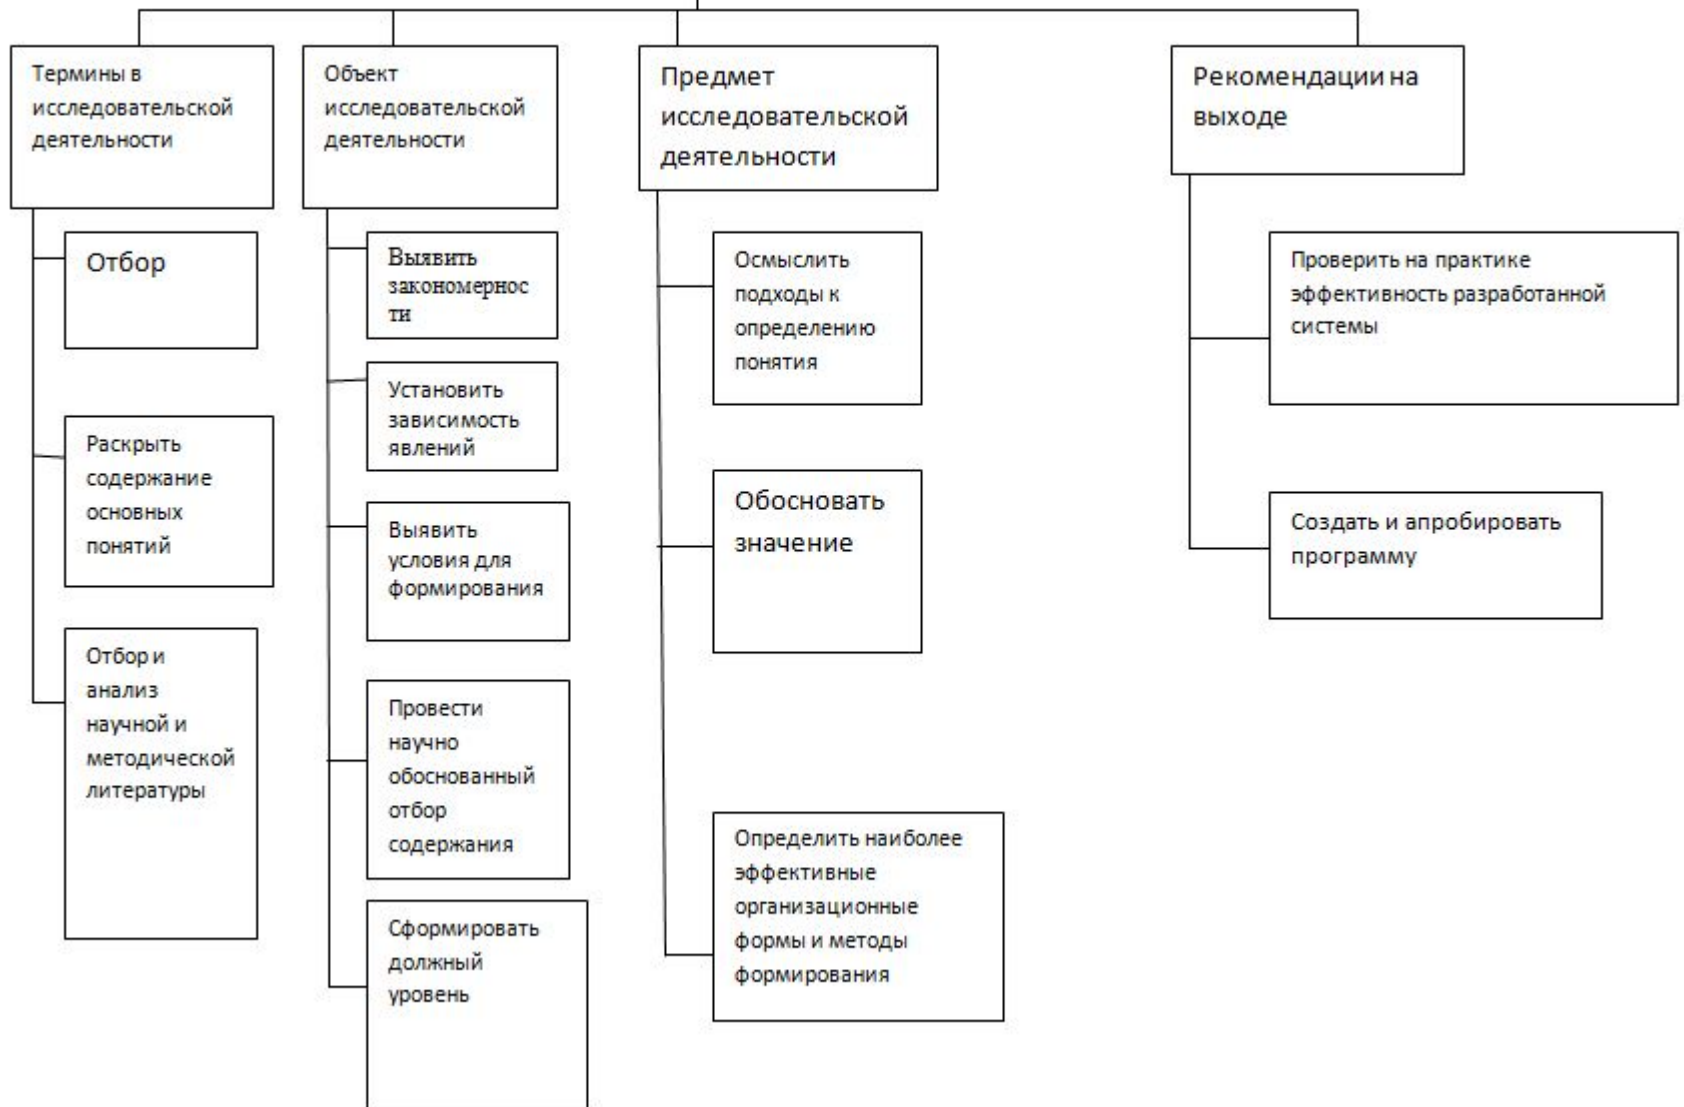 Термины в
исследовательской
деятельности
Отбор
Раскрыть
содержание
основных
понятий
Отбор и
анализ
научной и
методической
литературы
Объект
исследовательской
деятельности
Выявить
закономернос
ти
Установить
зависимость
явлений
Выявить
условия для
формирования
Провести
научно
обоснованный
отбор
содержания
Сформировать
должный
уровень
Предмет
исследовательской
деятельности
Осмыслить
подходы к
определению
понятия
Обосновать
значение
Определить наиболее
эффективные
организационные
формы и методы
формирования
Рекомендации на
выходе
Проверить на практике
эффективность разработанной
системы
Создать и апробировать
программу